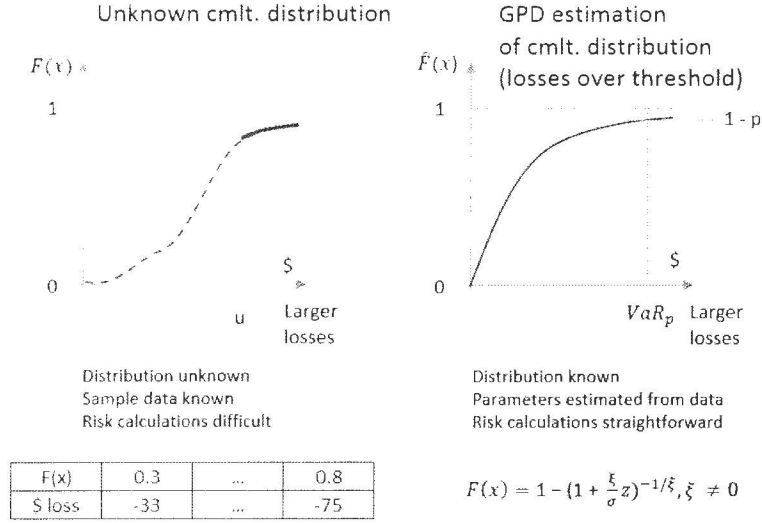 Unknown cmlt. distribution
F(x)
1
0
u
$
Larger
losses
Distribution unknown
Sample data known
Risk calculations difficult
F(x) 0.3 ... 0.8
$ loss -33 ... -75
GPD estimation
of cmlt. distribution
(losses over threshold)
F̂(x)
1
1 - p
0
$
VaR_p Larger
losses
Distribution known
Parameters estimated from data
Risk calculations straightforward
F(x) = 1 − (1 + ξ/σ z)^{−1/ξ}, ξ ≠ 0